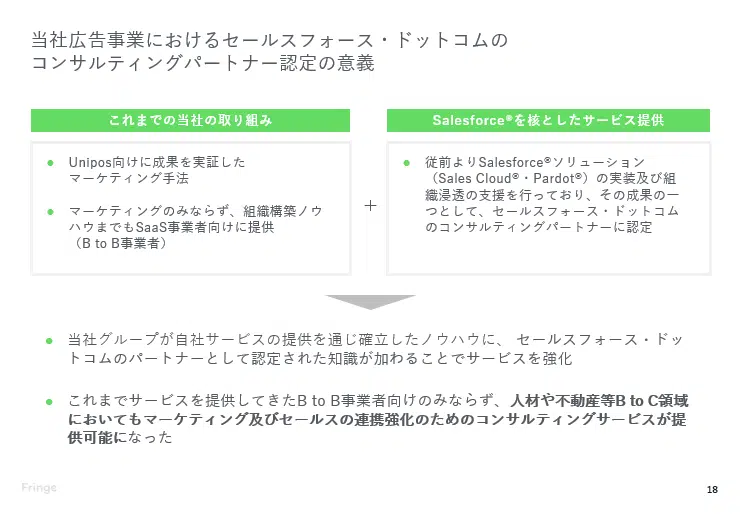 当社広告事業におけるセールスフォース・ドットコムの
コンサルティングパートナー認定の意義
これまでの当社の取り組み
● Unipos向けに成果を実証した
マーケティング手法
● マーケティングのみならず、組織構築ノウ
ハウまでもSaaS事業者向けに提供
（B to B事業者）
＋
Salesforce®を核としたサービス提供
● 従前よりSalesforce®ソリューション
（Sales Cloud®・Pardot®）の実装及び組
織浸透の支援を行っており、その成果の一
つとして、セールスフォース・ドットコム
のコンサルティングパートナーに認定
● 当社グループが自社サービスの提供を通じ確立したノウハウに、 セールスフォース・ドッ
トコムのパートナーとして認定された知識が加わることでサービスを強化
● これまでサービスを提供してきたB to B事業者向けのみならず、人材や不動産等B to C領域
においてもマーケティング及びセールスの連携強化のためのコンサルティングサービスが提
供可能になった
Fringe
18